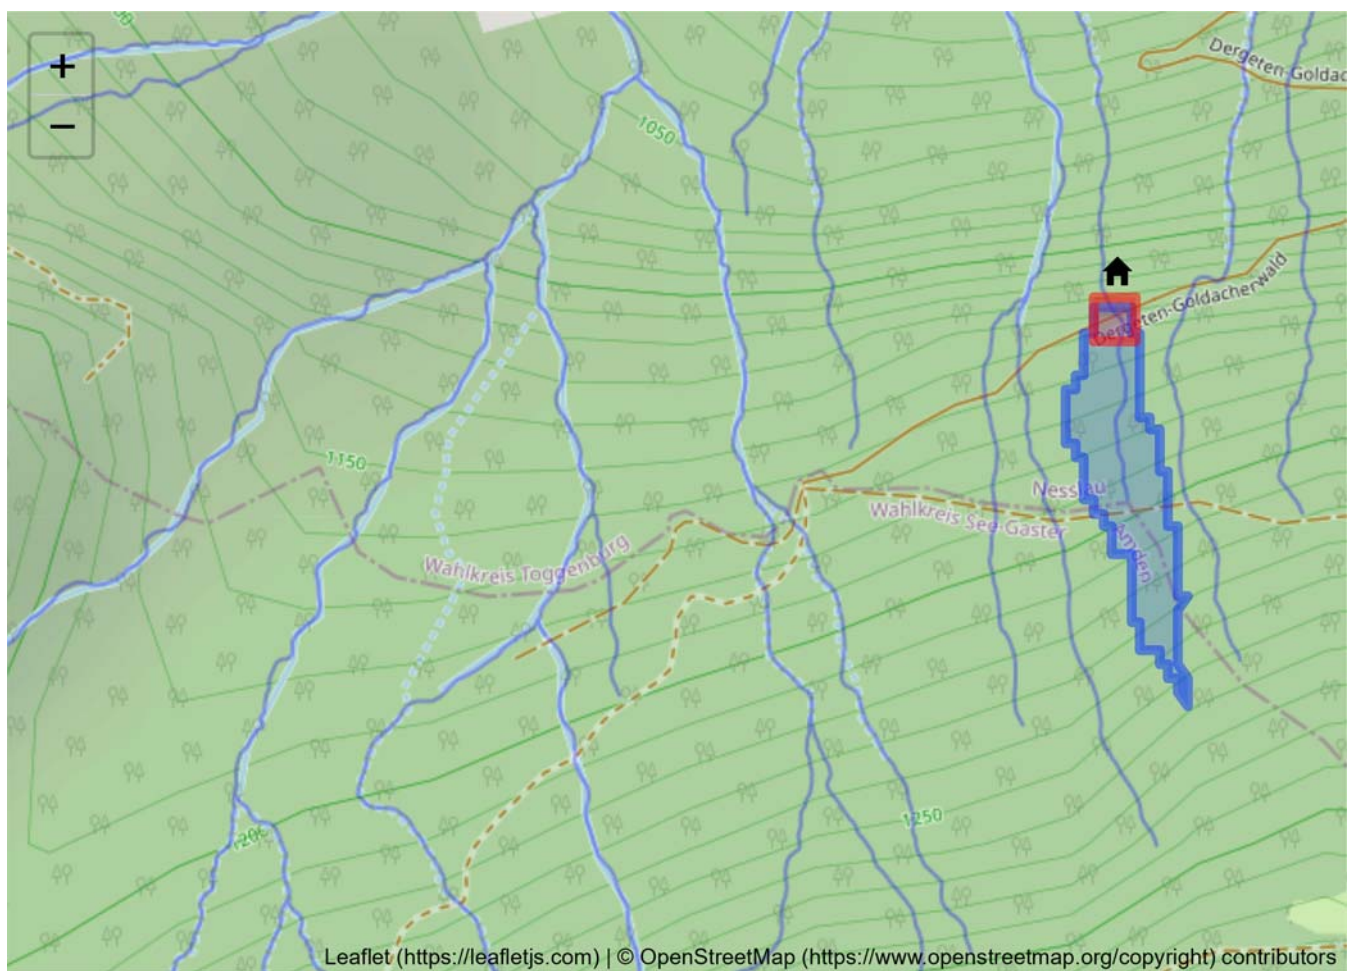 +
Dergeten-Goldac
−
1050
Dergeten-Goldacherwald
1150
Nesslau
Wahlkreis See-Gaster
Amden
Wahlkreis Toggenburg
1250
Leaflet (https://leafletjs.com) | © OpenStreetMap (https://www.openstreetmap.org/copyright) contributors